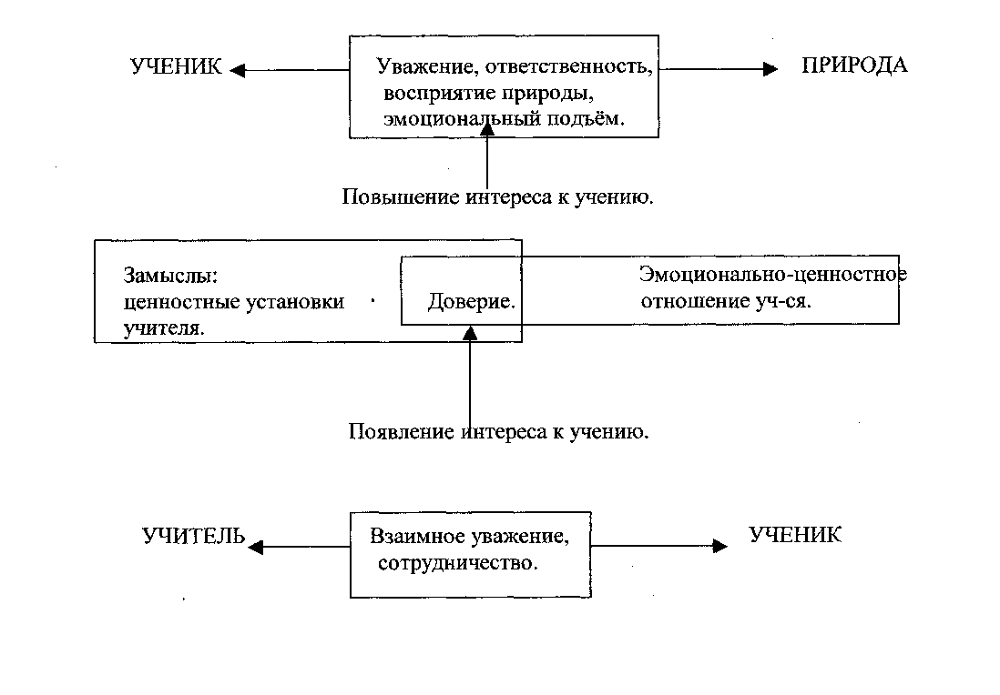 УЧЕНИК
Уважение, ответственность,
восприятие природы,
эмоциональный подъём.
ПРИРОДА
Повышение интереса к учению.
Замыслы:
ценностные установки
учителя.
Доверие.
Эмоционально-ценностное
отношение уч-ся.
Появление интереса к учению.
УЧИТЕЛЬ
Взаимное уважение,
сотрудничество.
УЧЕНИК